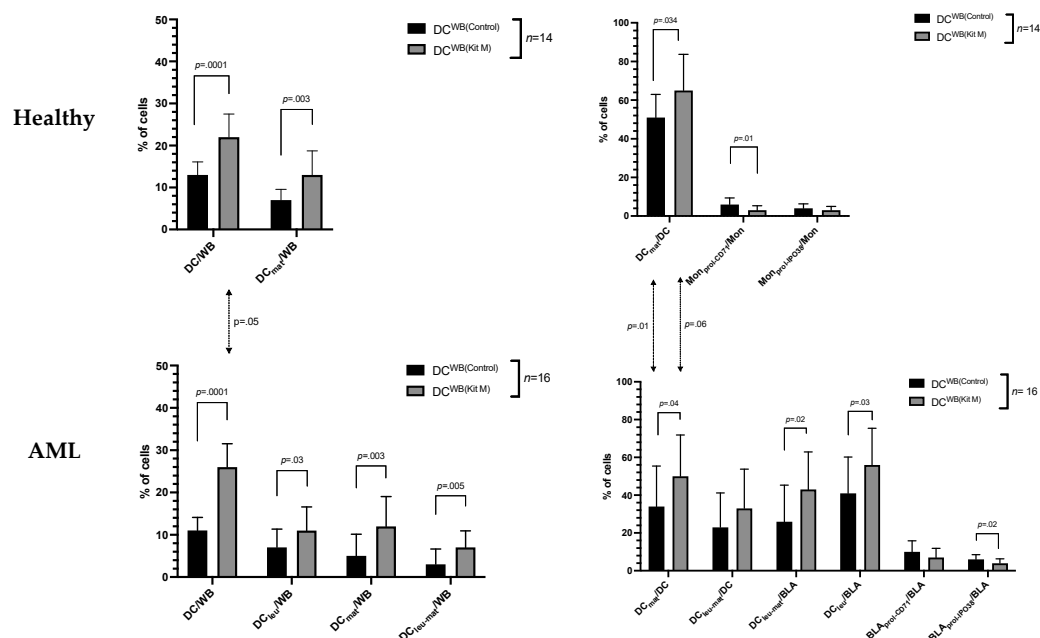 Healthy
% of cells
50
40
30
20
10
0
p=.0001
p=.003
DC/WB
DCmat/WB
DCWB(Control)
DCWB(Kit M)
n=14
% of cells
100
80
60
40
20
0
p=.034
p=.01
DCmat/DC
Monprol-CD71/Mon
Monprol-IPO38/Mon
DCWB(Control)
DCWB(Kit M)
n=14
p=.05
p=.01
p=.06
AML
% of cells
50
40
30
20
10
0
p=.0001
p=.03
p=.003
p=.005
DC/WB
DCleu/WB
DCmat/WB
DCleu-mat/WB
DCWB(Control)
DCWB(Kit M)
n=16
% of cells
100
80
60
40
20
0
p=.04
p=.02
p=.03
p=.02
DCmat/DC
DCleu-mat/DC
DCleu-mat/BLA
DCleu/BLA
BLAprol-CD71/BLA
BLAprol-IPO38/BLA
DCWB(Control)
DCWB(Kit M)
n= 16